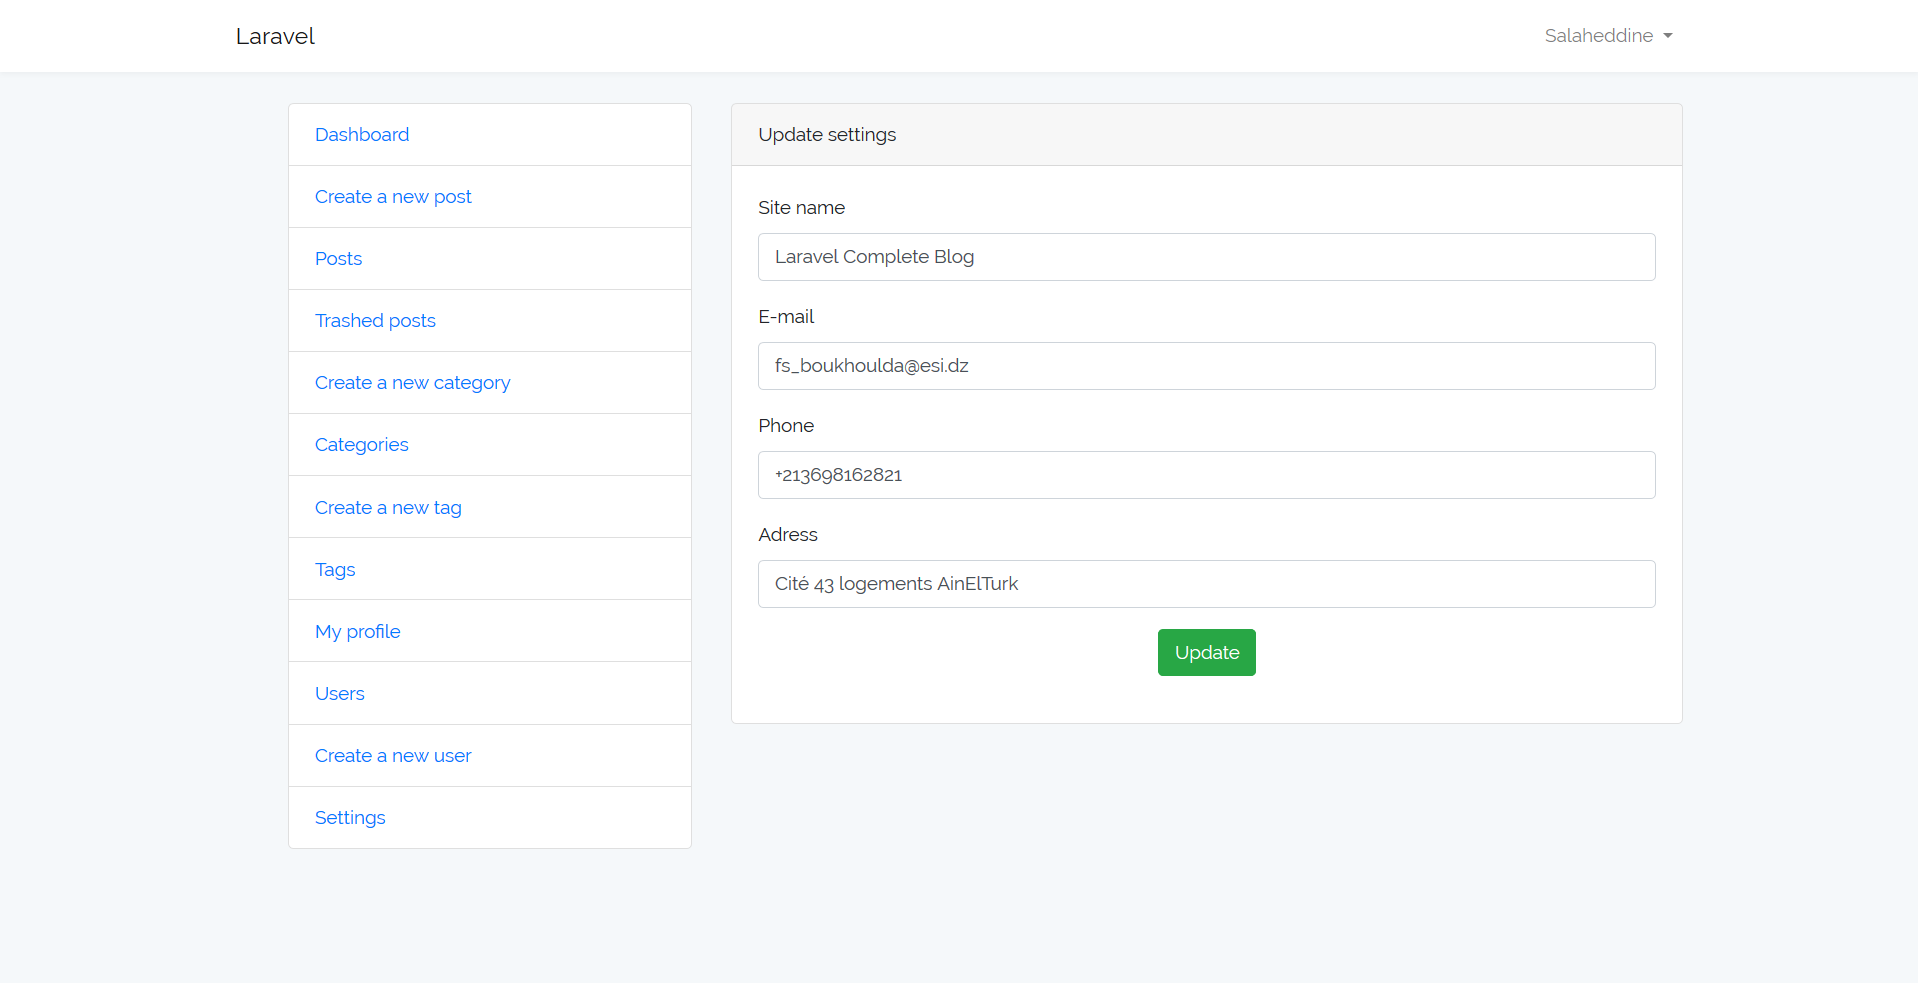 Laravel
Salaheddine
Dashboard
Create a new post
Posts
Trashed posts
Create a new category
Categories
Create a new tag
Tags
My profile
Users
Create a new user
Settings
Update settings
Site name
Laravel Complete Blog
E-mail
fs_boukhoulda@esi.dz
Phone
+213698162821
Adress
Cité 43 logements AinElTurk
Update